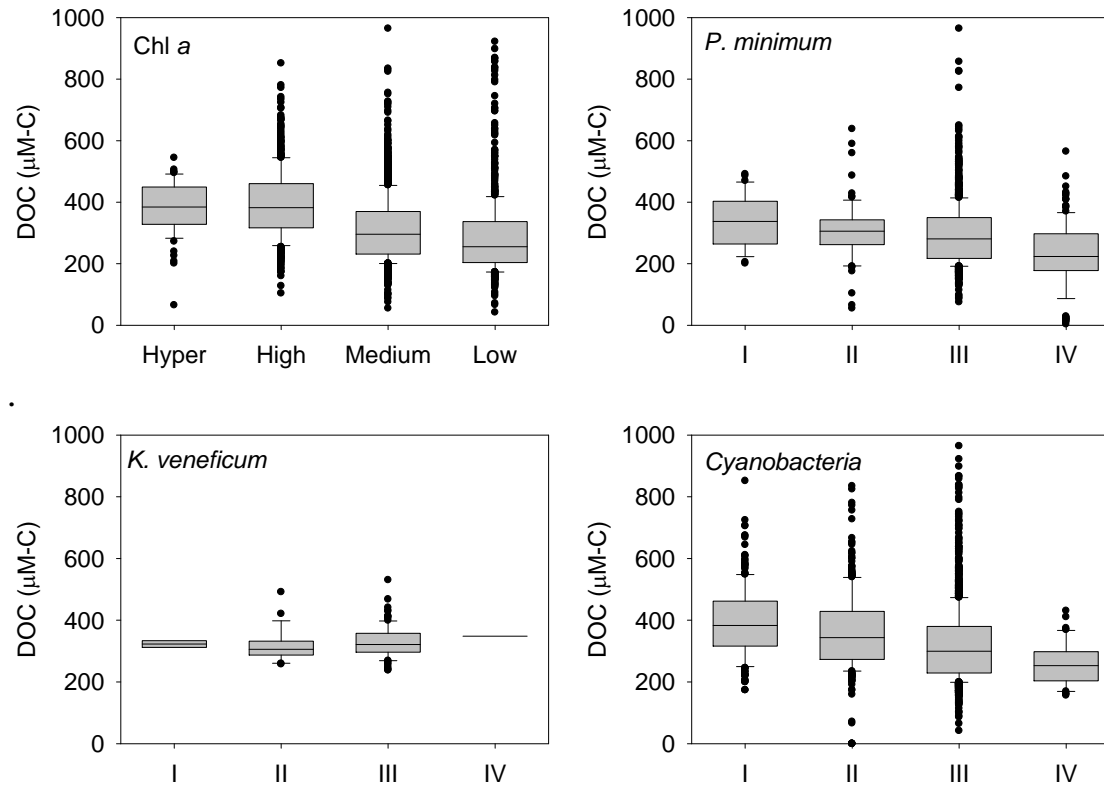 Chl a
DOC (μM-C)
1000
800
600
400
200
0
Hyper High Medium Low
P. minimum
DOC (μM-C)
1000
800
600
400
200
0
I II III IV
.
K. veneficum
DOC (μM-C)
1000
800
600
400
200
0
I II III IV
Cyanobacteria
DOC (μM-C)
1000
800
600
400
200
0
I II III IV